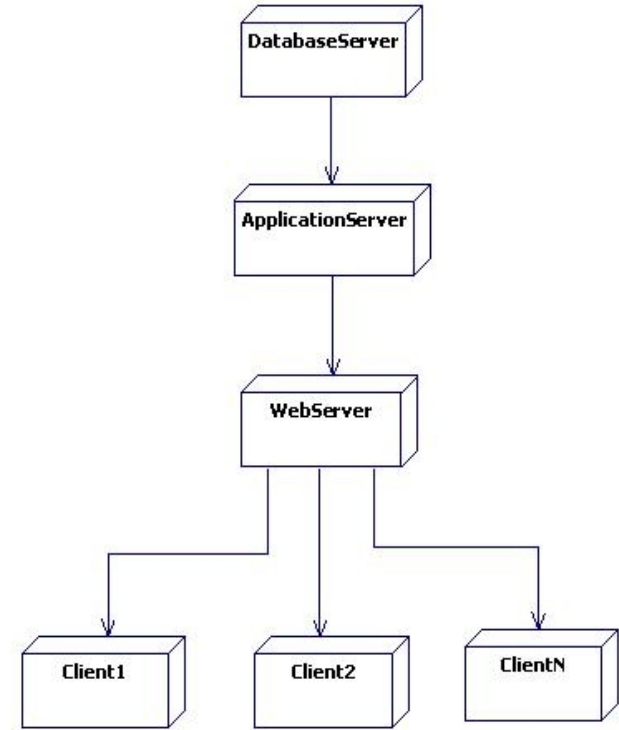 DatabaseServer
ApplicationServer
WebServer
Client1
Client2
ClientN